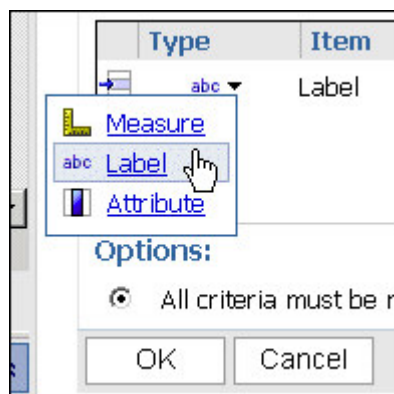 Type Item
abc Label
Measure
abc Label
Attribute
Options:
All criteria must be
OK Cancel